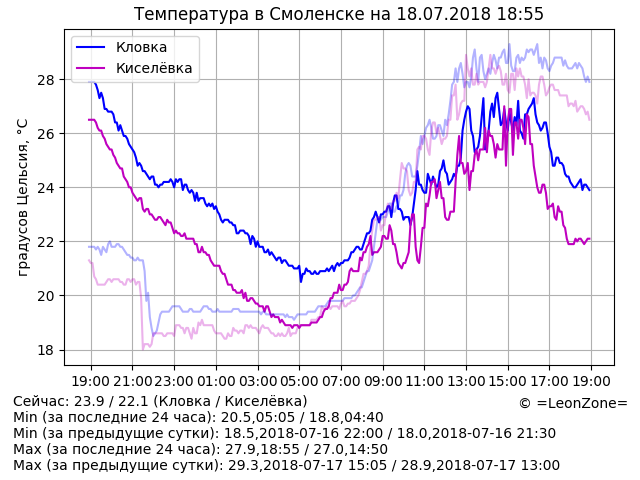 Температура в Смоленске на 18.07.2018 18:55
Кловка
Киселёвка
градусов Цельсия, °C
28
26
24
22
20
18
19:00 21:00 23:00 01:00 03:00 05:00 07:00 09:00 11:00 13:00 15:00 17:00 19:00
Сейчас: 23.9 / 22.1 (Кловка / Киселёвка)
© =LeonZone=
Min (за последние 24 часа): 20.5,05:05 / 18.8,04:40
Min (за предыдущие сутки): 18.5,2018-07-16 22:00 / 18.0,2018-07-16 21:30
Max (за последние 24 часа): 27.9,18:55 / 27.0,14:50
Max (за предыдущие сутки): 29.3,2018-07-17 15:05 / 28.9,2018-07-17 13:00